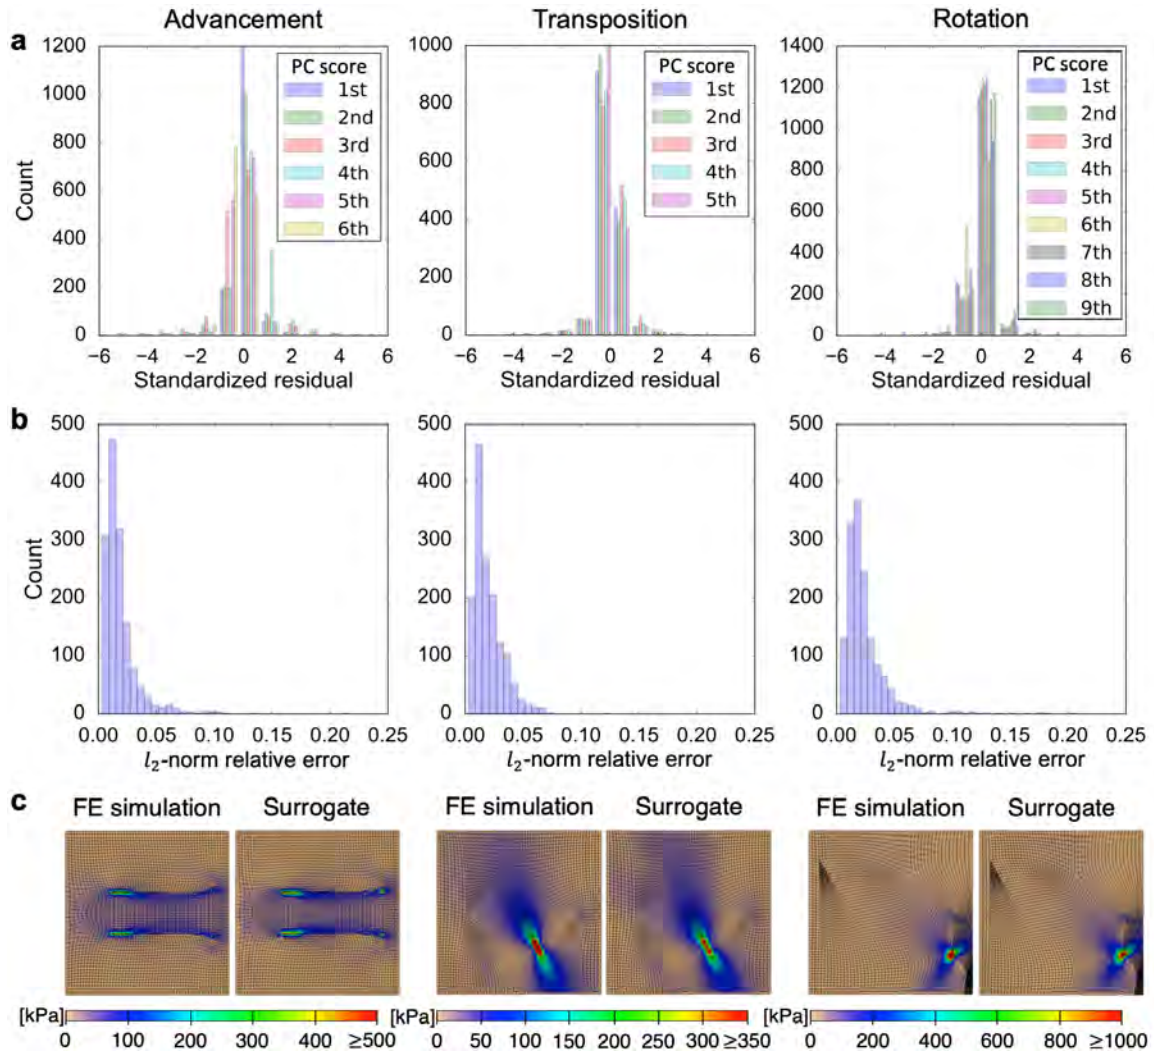 Advancement Transposition Rotation
a
1200 1000 1400
PC score PC score PC score
1st 1st 1st
2nd 2nd 2nd
3rd 3rd 3rd
4th 4th 4th
5th 5th 5th
6th 6th
7th
8th
9th
Count
1000 800 1200
800 600 1000
600 400 800
400 200 600
200 0 400
0 200
0
−6 −4 −2 0 2 4 6 −6 −4 −2 0 2 4 6 −6 −4 −2 0 2 4 6
Standardized residual Standardized residual Standardized residual
b
500 500 500
400 400 400
300 300 300
Count
200 200 200
100 100 100
0 0 0
0.00 0.05 0.10 0.15 0.20 0.25 0.00 0.05 0.10 0.15 0.20 0.25 0.00 0.05 0.10 0.15 0.20 0.25
l₂-norm relative error l₂-norm relative error l₂-norm relative error
c
FE simulation Surrogate FE simulation Surrogate FE simulation Surrogate
[kPa] [kPa] [kPa]
0 100 200 300 400 ≥500 0 50 100 150 200 250 300 ≥350 0 200 400 600 800 ≥1000